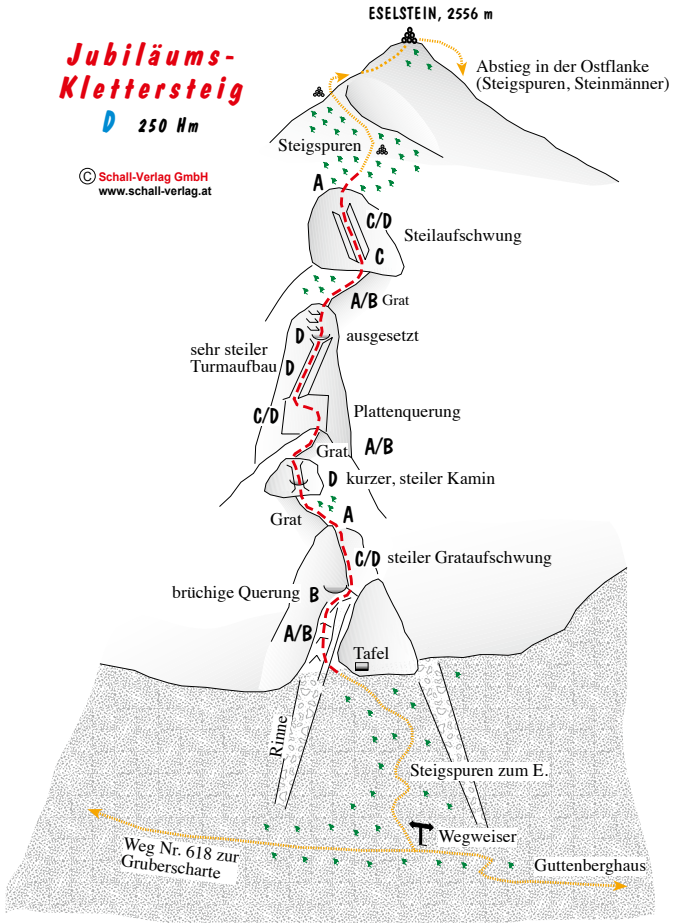 ESELSTEIN, 2556 m
Jubiläums-
Klettersteig
D 250 Hm
© Schall-Verlag GmbH
www.schall-verlag.at
Abstieg in der Ostflanke
(Steigspuren, Steinmänner)
Steigspuren
A
C/D
Steilaufschwung
C
A/B Grat
D ausgesetzt
sehr steiler
Turmaufbau D
C/D Plattenquerung
Grat A/B
D kurzer, steiler Kamin
Grat A
C/D steiler Grataufschwung
brüchige Querung B
A/B
Tafel
Rinne
Steigspuren zum E.
Wegweiser
Weg Nr. 618 zur
Gruberscharte
Guttenberghaus